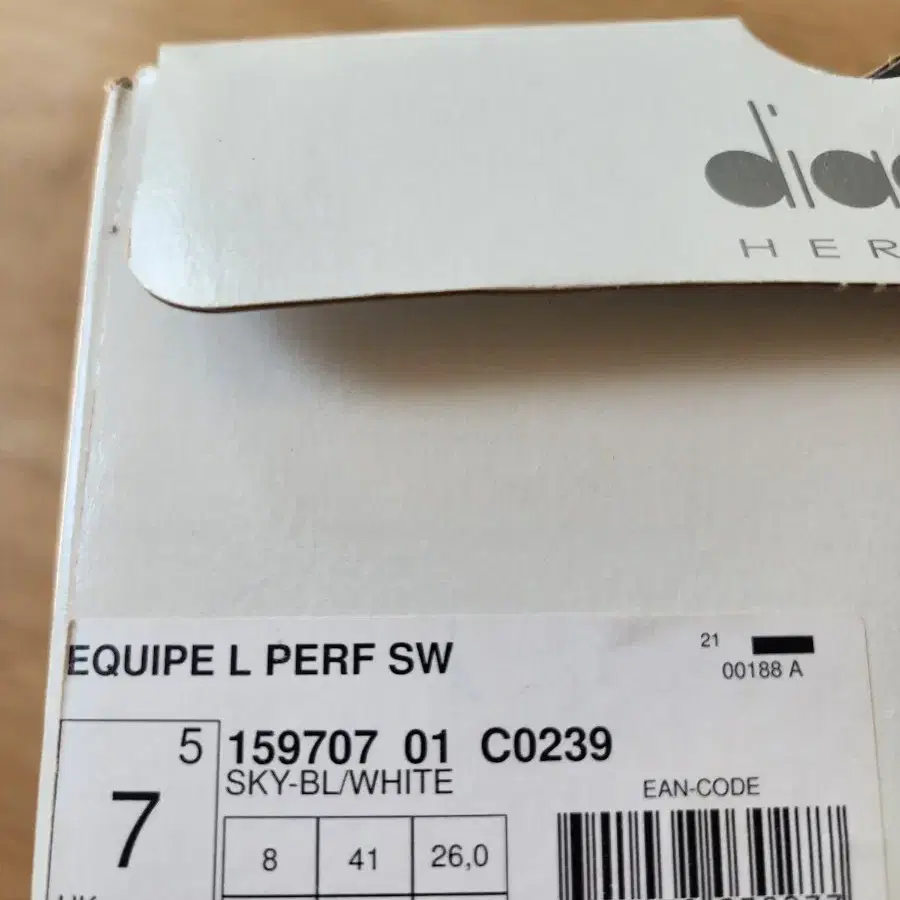 dia
HER
EQUIPE L PERF SW
21
00188 A
5
7
159707 01 C0239
SKY-BL/WHITE
EAN-CODE
8 41 26,0